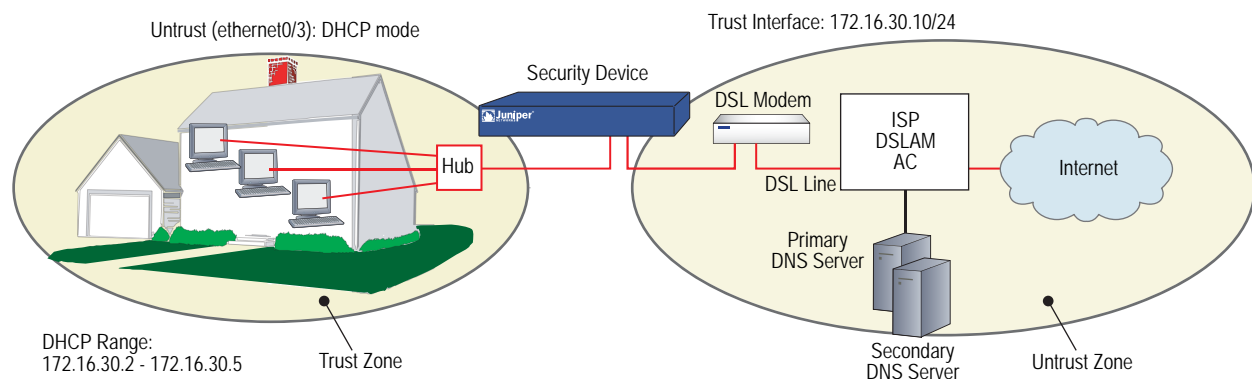 Untrust (ethernet0/3): DHCP mode
Trust Interface: 172.16.30.10/24
Security Device
Juniper
NETWORKS
DSL Modem
ISP
DSLAM
AC
Hub
Internet
DSL Line
Primary
DNS Server
DHCP Range:
172.16.30.2 - 172.16.30.5
Trust Zone
Secondary
DNS Server
Untrust Zone